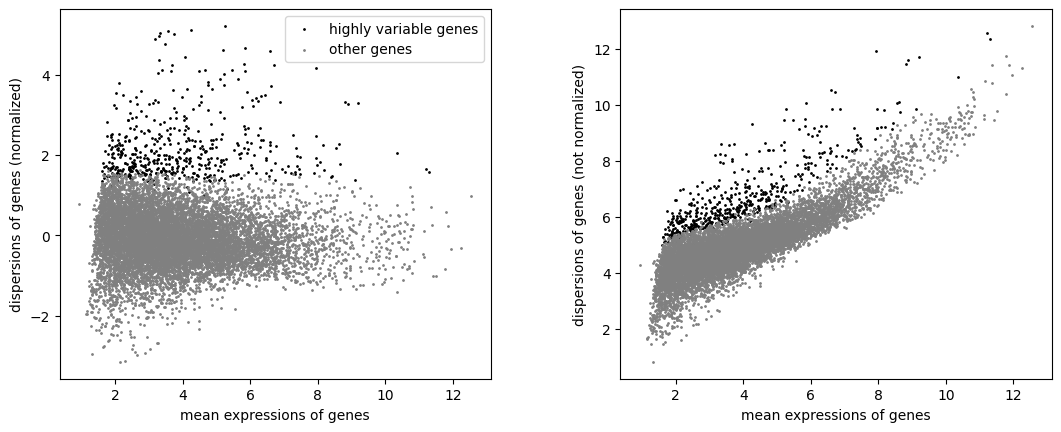 dispersions of genes (normalized)
4
2
0
−2
highly variable genes
other genes
2 4 6 8 10 12
mean expressions of genes
dispersions of genes (not normalized)
12
10
8
6
4
2
2 4 6 8 10 12
mean expressions of genes